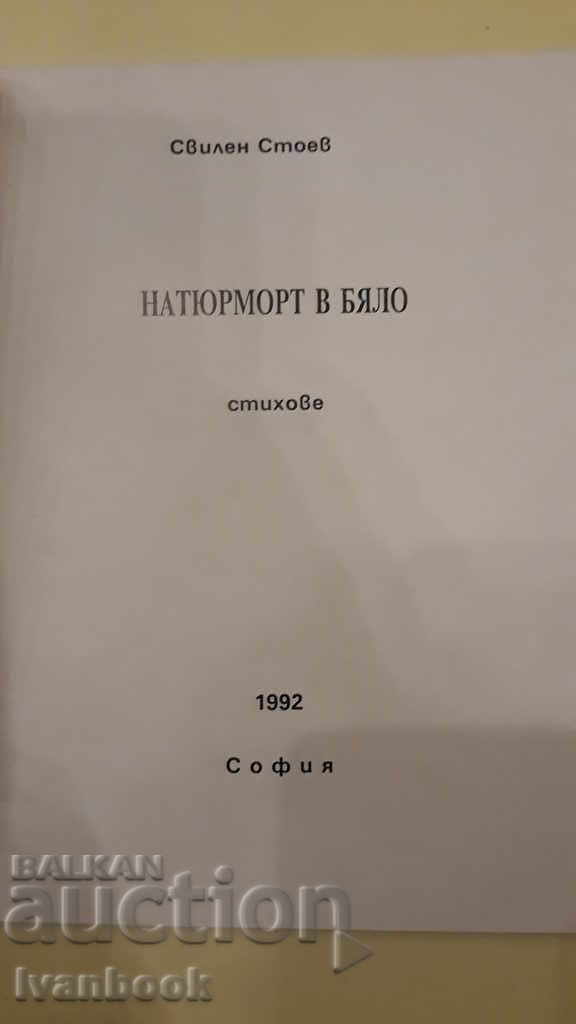 Свилен Стоев
НАТЮРМОРТ В БЯЛО
стихове
1992
София
BALKAN
auction
Ivanbook